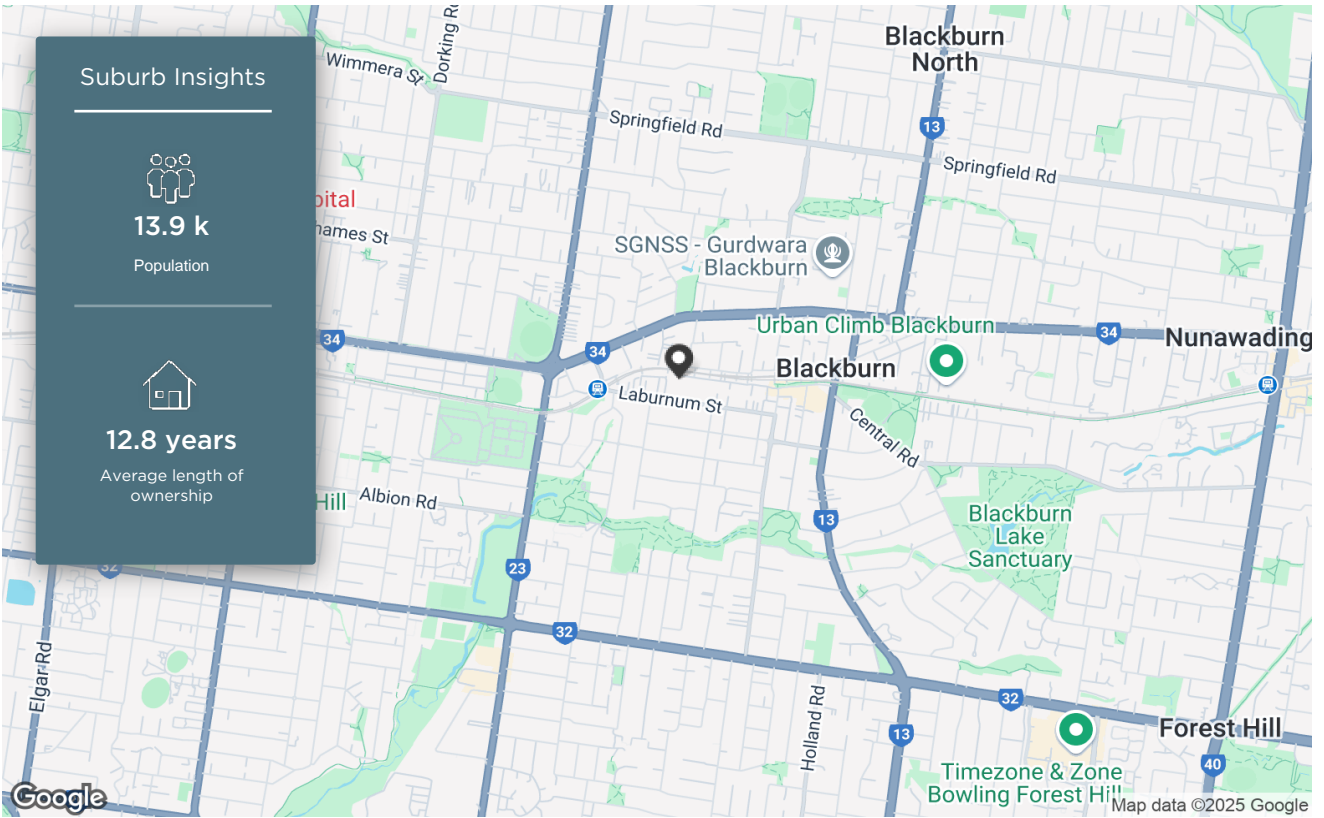 Suburb Insights
13.9 k
Population
12.8 years
Average length of
ownership
Blackburn
North
Dorking R
Wimmera St
Springfield Rd
13
Springfield Rd
pital
hames St
SGNSS - Gurdwara
Blackburn
34
34
Urban Climb Blackburn
34
Nunawading
Blackburn
Laburnum St
Central Rd
Hill
Albion Rd
Blackburn
Lake
Sanctuary
13
23
32
32
Elgar Rd
Holland Rd
32
13
Forest Hill
40
Timezone & Zone
Bowling Forest Hill
Google
Map data ©2025 Google